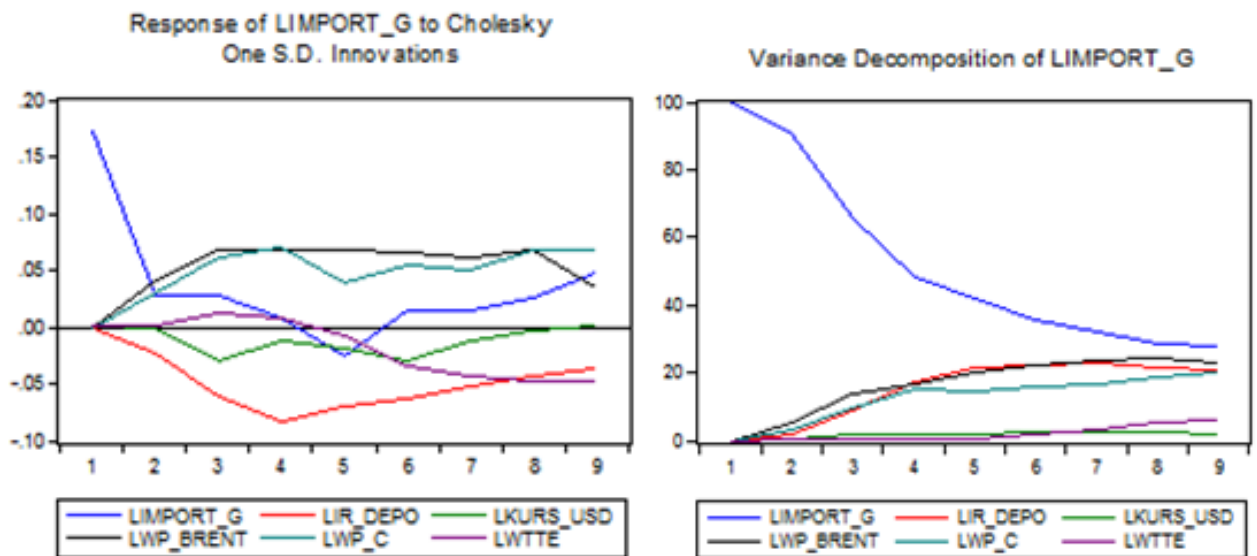 Response of LIMPORT_G to Cholesky
One S.D. Innovations
.20
.15
.10
.05
.00
-.05
-.10
1 2 3 4 5 6 7 8 9
LIMPORT_G LIR_DEPO LKURS_USD
LWP_BRENT LWP_C LWTTE
Variance Decomposition of LIMPORT_G
100
80
60
40
20
0
1 2 3 4 5 6 7 8 9
LIMPORT_G LIR_DEPO LKURS_USD
LWP_BRENT LWP_C LWTTE